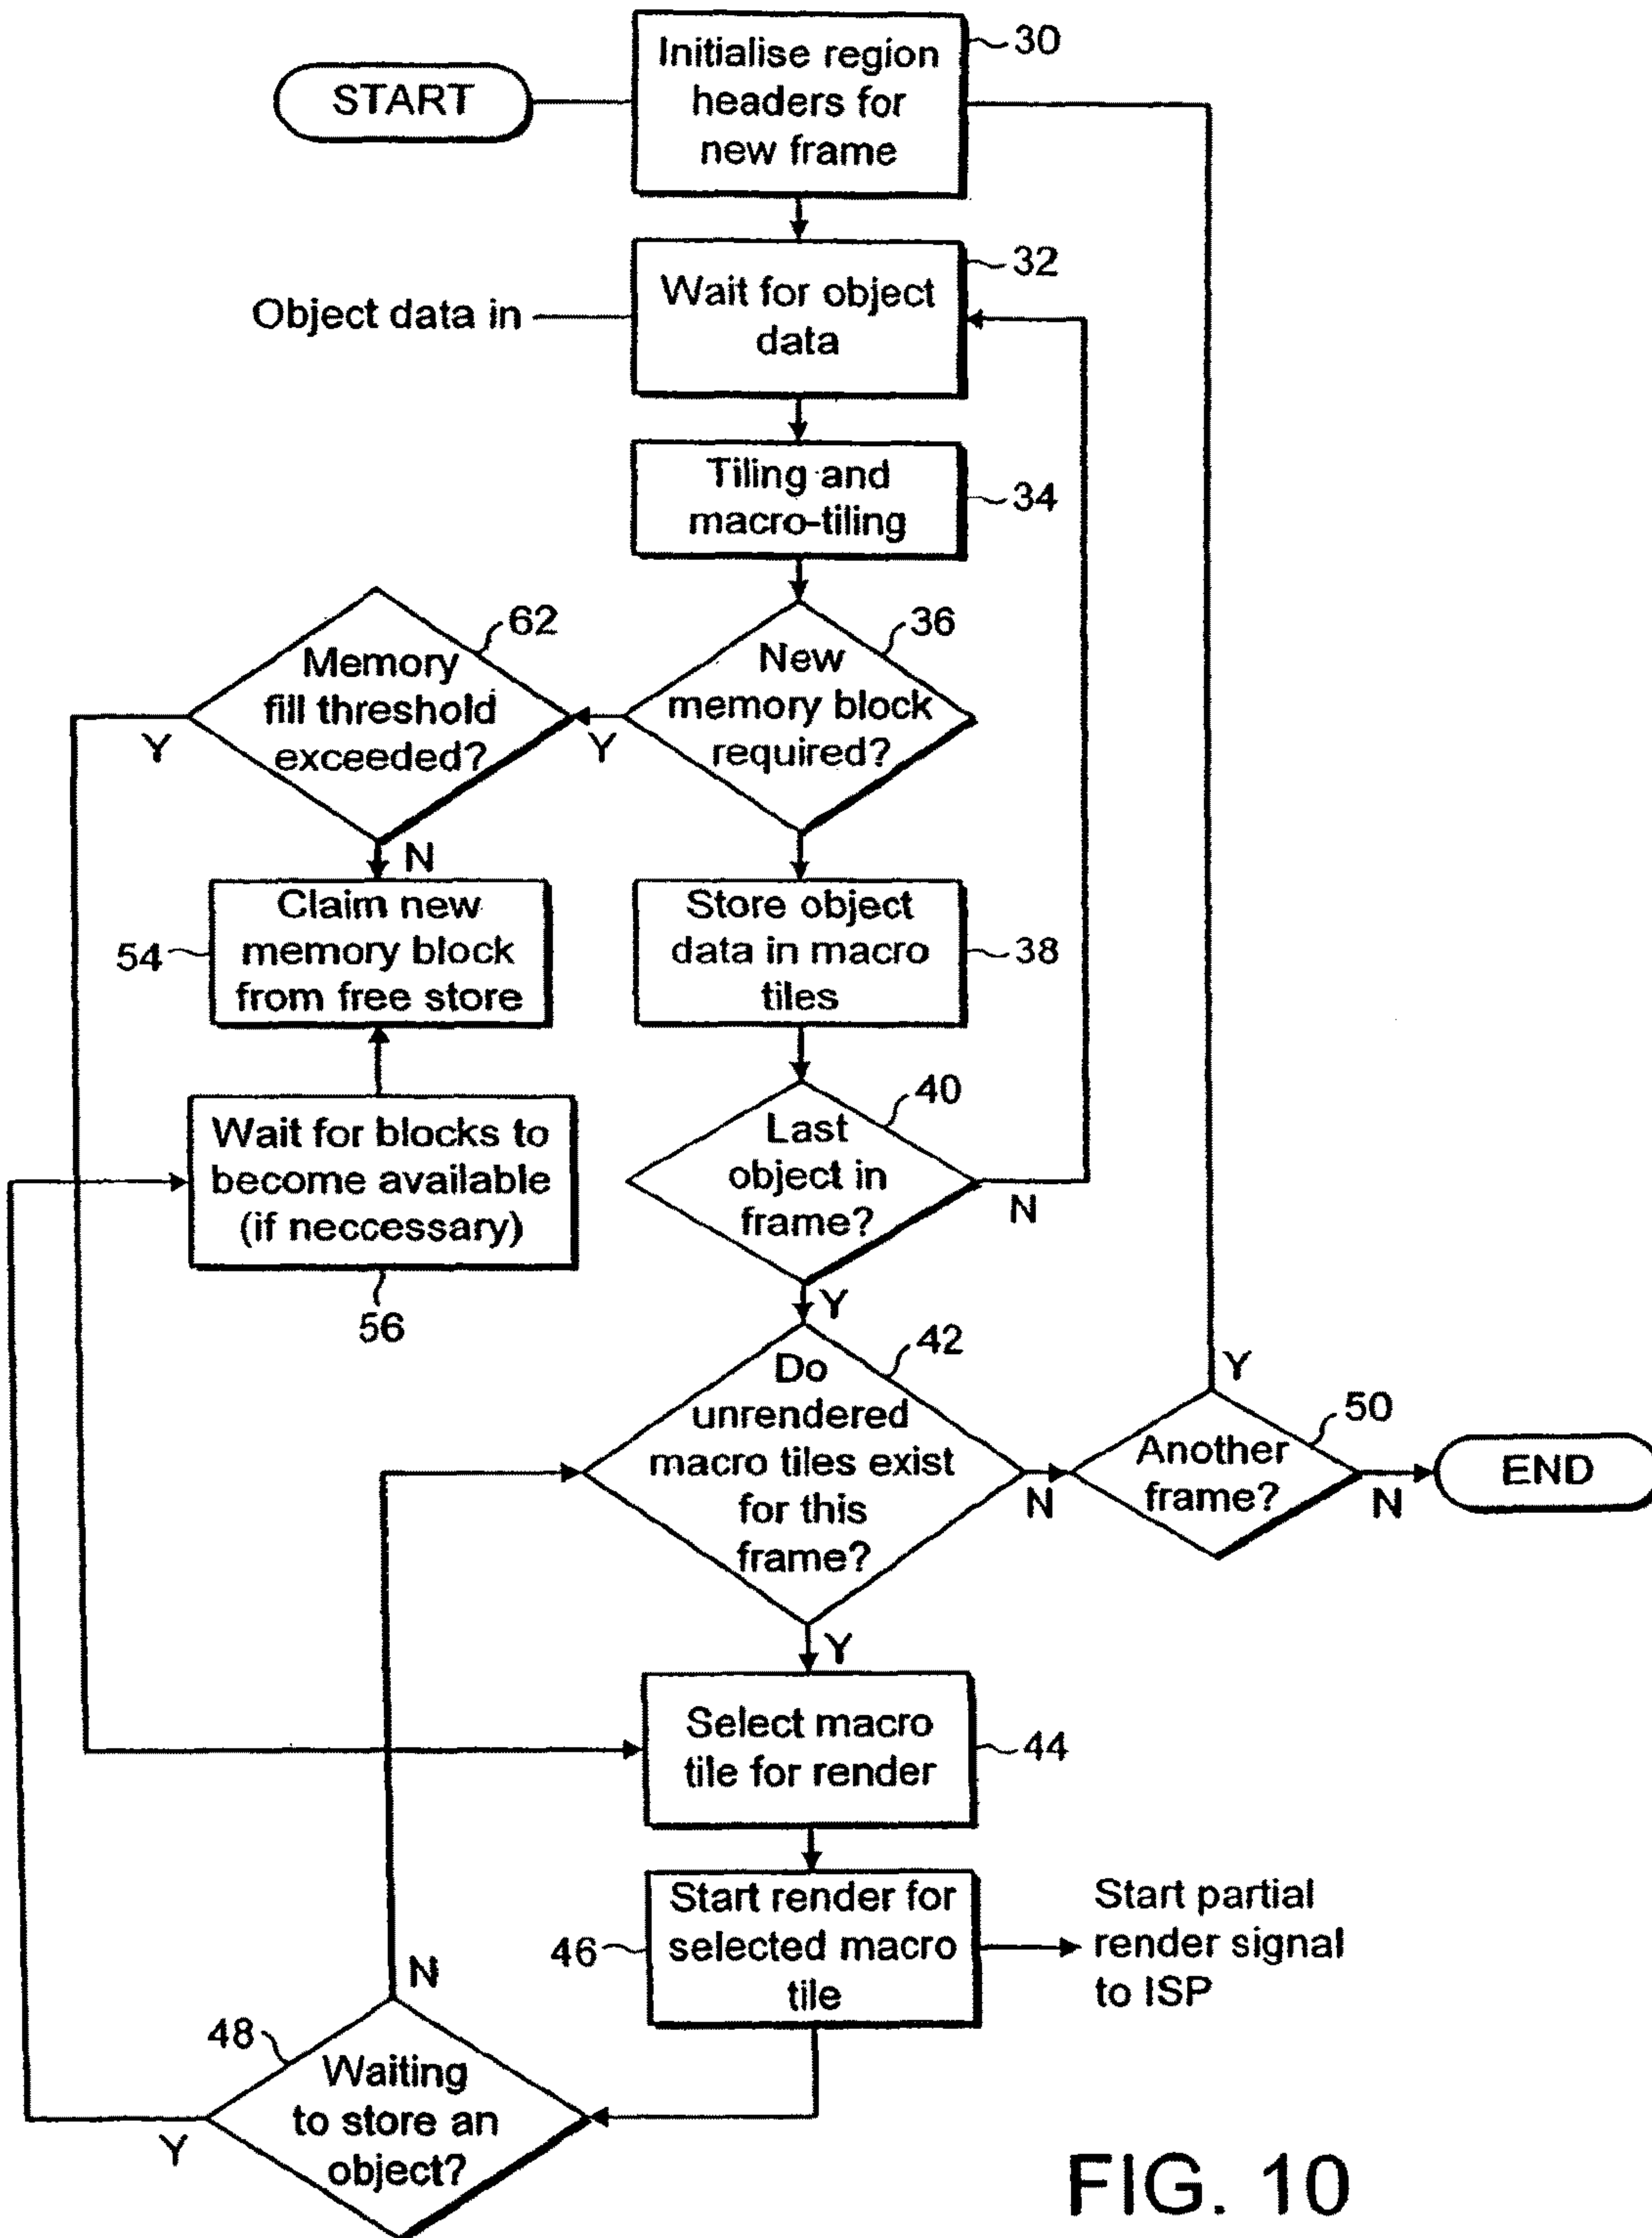 START
Initialise region
headers for
new frame
30
Object data in
Wait for object
data
32
Tiling and
macro-tiling
34
62
Memory
fill threshold
exceeded?
Y
N
36
New
memory block
required?
Y
54
Claim new
memory block
from free store
Store object
data in macro
tiles
38
Wait for blocks to
become available
(if neccessary)
56
40
Last
object in
frame?
N
Y
42
Do
unrendered
macro tiles exist
for this
frame?
N
Y
Y
50
Another
frame?
N
END
Select macro
tile for render
44
46
Start render for
selected macro
tile
Start partial
render signal
to ISP
N
48
Waiting
to store an
object?
Y
FIG. 10